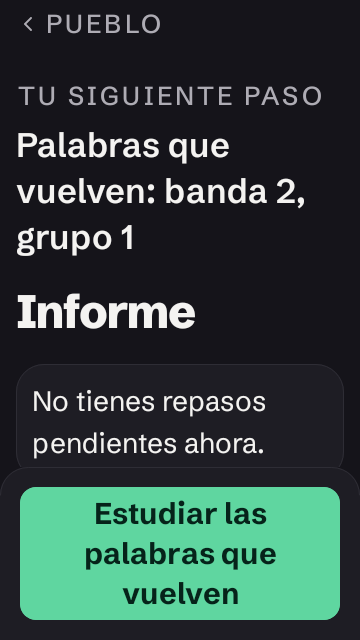 PUEBLO
TU SIGUIENTE PASO
Palabras que
vuelven: banda 2,
grupo 1
Informe
No tienes repasos
pendientes ahora.
Estudiar las
palabras que
vuelven